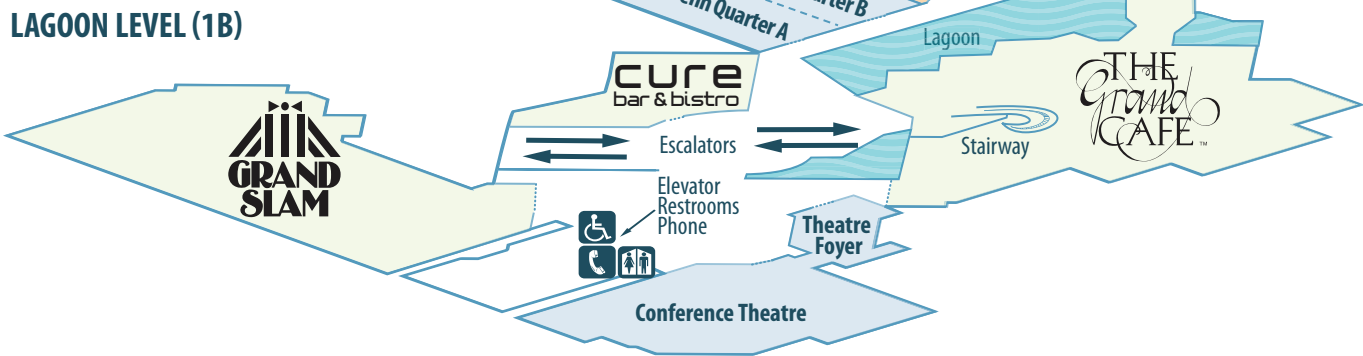 LAGOON LEVEL (1B)
Quarter A
B
Lagoon
cure
bar & bistro
THE
Grand
CAFE ™
GRAND
SLAM
Escalators
Stairway
Elevator
Restrooms
Phone
Theatre
Foyer
Conference Theatre